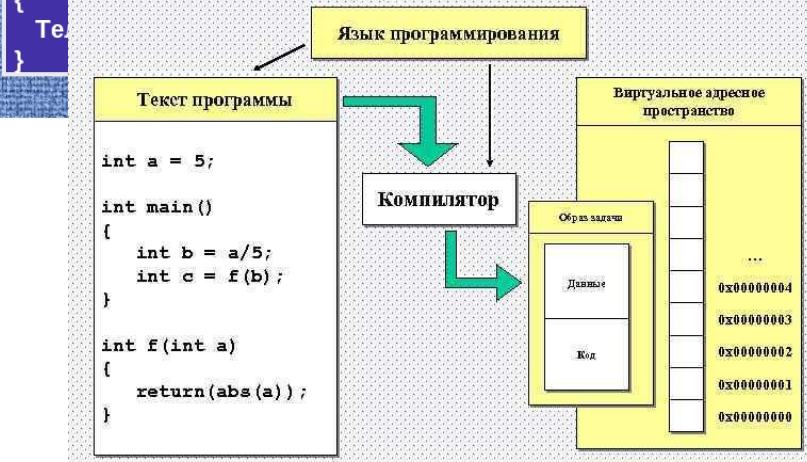 {
}
Язык программирования
Текст программы
int a = 5;
int main()
{
int b = a/5;
int c = f(b);
}
int f(int a)
{
return(abs(a));
}
Компилятор
Образ задачи
Данные
Код
Виртуальное адресное
пространство
...
0x00000004
0x00000003
0x00000002
0x00000001
0x00000000